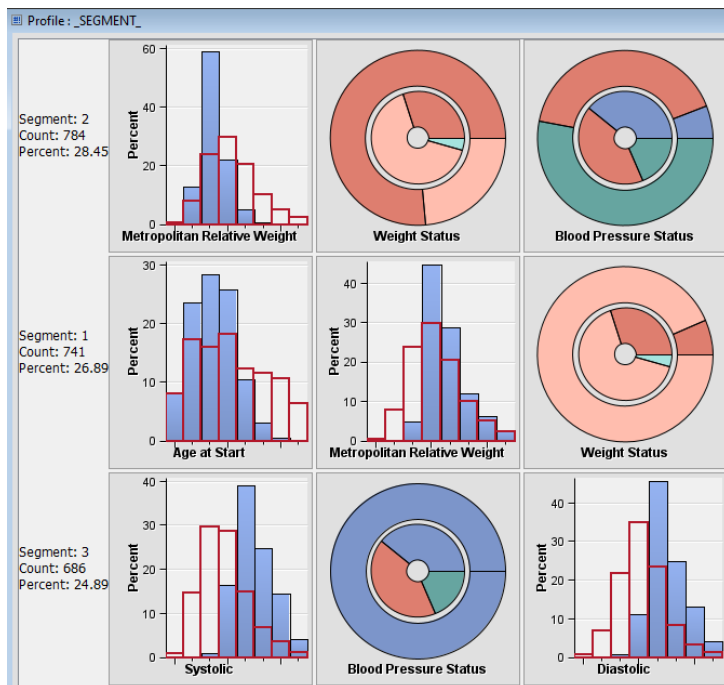 Profile : _SEGMENT_
Segment: 2
Count: 784
Percent: 28.45
Percent
60
40
20
0
Metropolitan Relative Weight
Weight Status
Blood Pressure Status
Segment: 1
Count: 741
Percent: 26.89
Percent
30
20
10
0
Age at Start
Percent
40
30
20
10
0
Metropolitan Relative Weight
Weight Status
Segment: 3
Count: 686
Percent: 24.89
Percent
40
30
20
10
0
Systolic
Blood Pressure Status
Percent
40
30
20
10
0
Diastolic